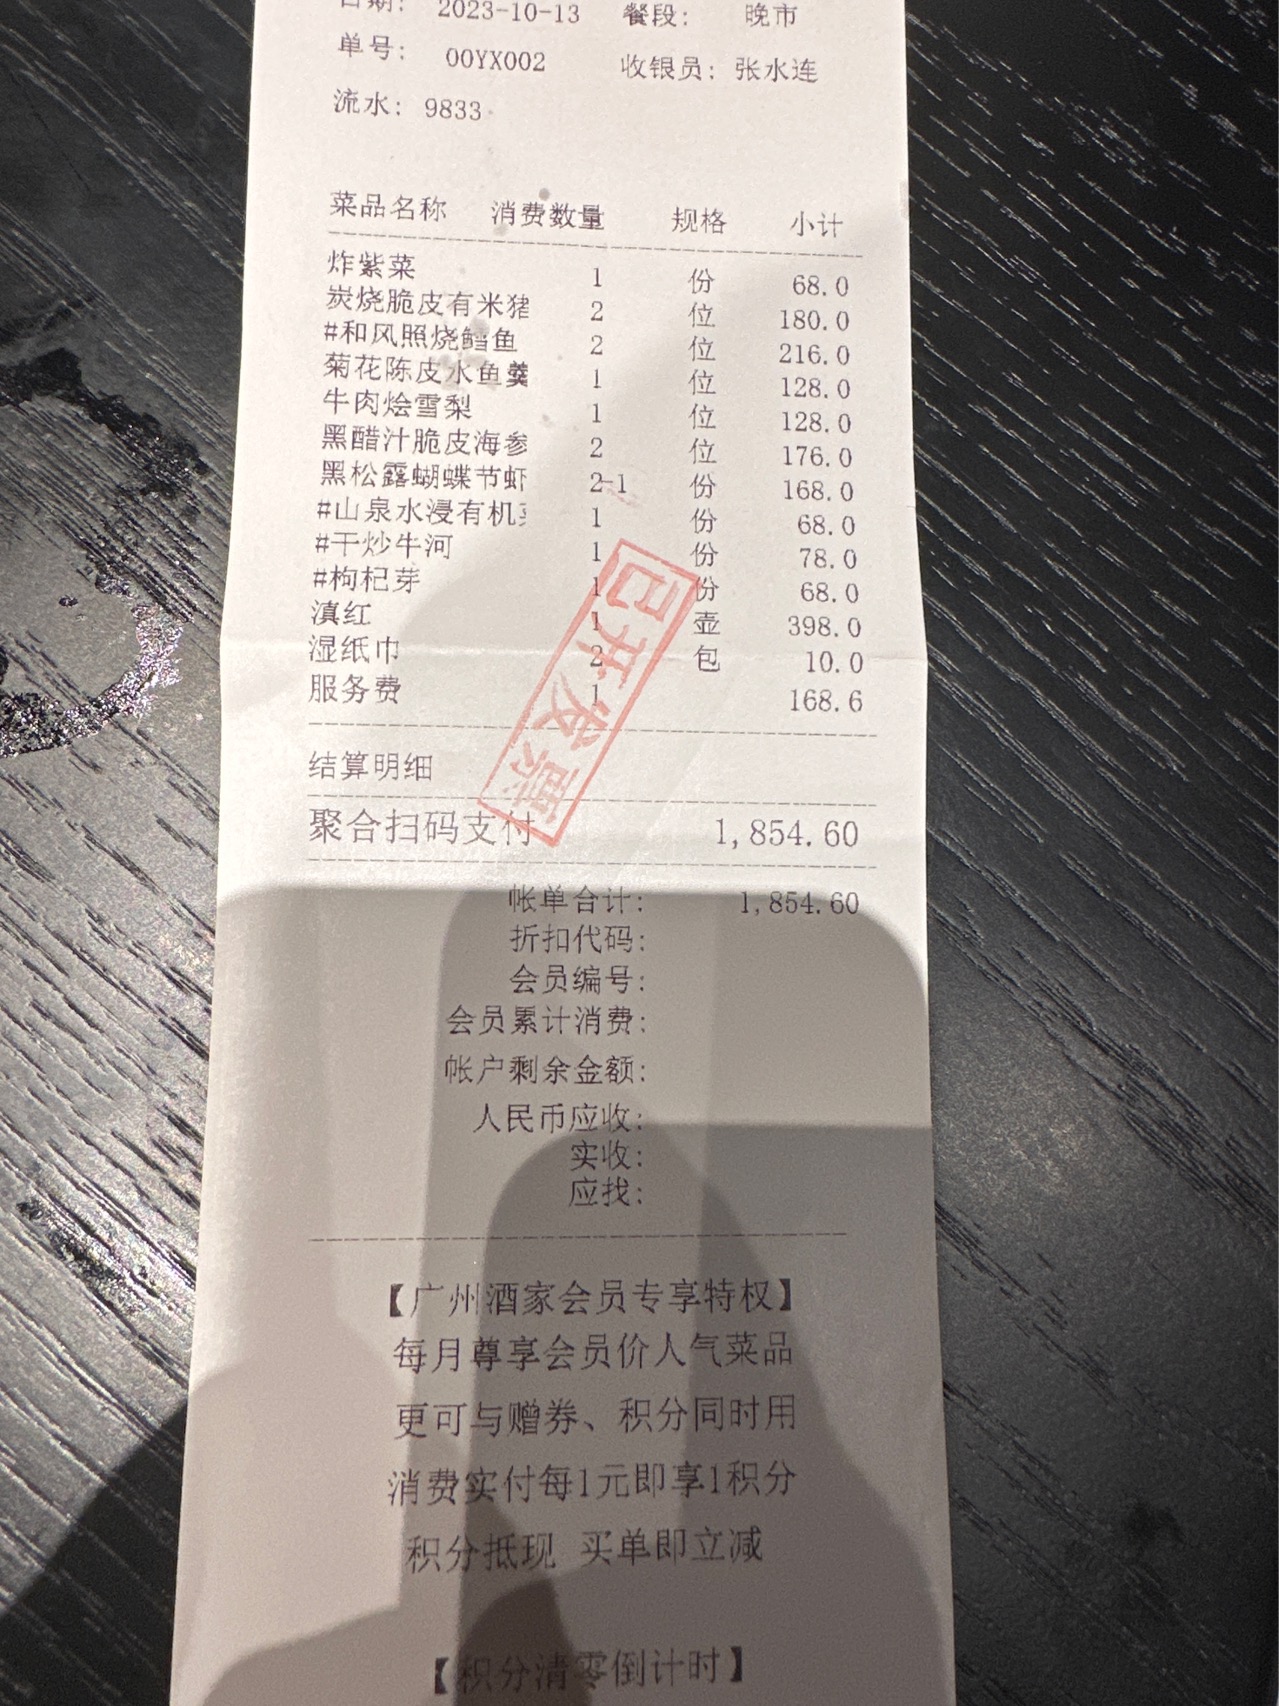 日期: 2023-10-13 餐段: 晚市
单号: 00YX002 收银员: 张水连
流水: 9833
菜品名称 消费数量 规格 小计
炸紫菜 1 份 68.0
炭烧脆皮有米猪 2 位 180.0
#和风照烧鳕鱼 2 位 216.0
菊花陈皮水鱼羹 1 位 128.0
牛肉烩雪梨 1 位 128.0
黑醋汁脆皮海参 2 位 176.0
黑松露蝴蝶节虾 2-1 份 168.0
#山泉水浸有机菜 1 份 68.0
#干炒牛河 1 份 78.0
#枸杞芽 1 份 68.0
滇红 1 壶 398.0
湿纸巾 2 包 10.0
服务费 1 168.6
已开发票
结算明细
聚合扫码支付 1,854.60
帐单合计: 1,854.60
折扣代码:
会员编号:
会员累计消费:
帐户剩余金额:
人民币应收:
实收:
应找:
【广州酒家会员专享特权】
每月尊享会员价人气菜品
更可与赠券、积分同时用
消费实付每1元即享1积分
积分抵现 买单即立减
【积分清零倒计时】